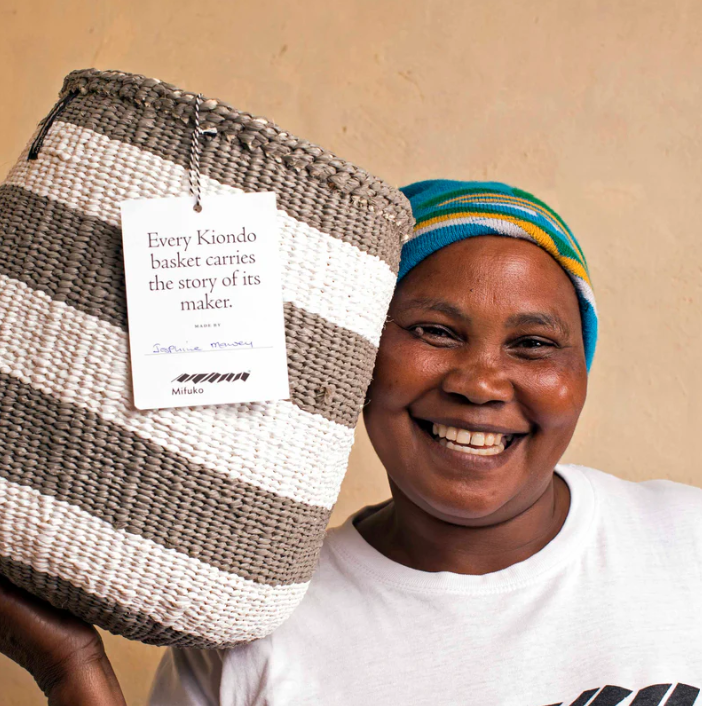 Every Kiondo
basket carries
the story of its
maker.
MADE BY
Mifuko